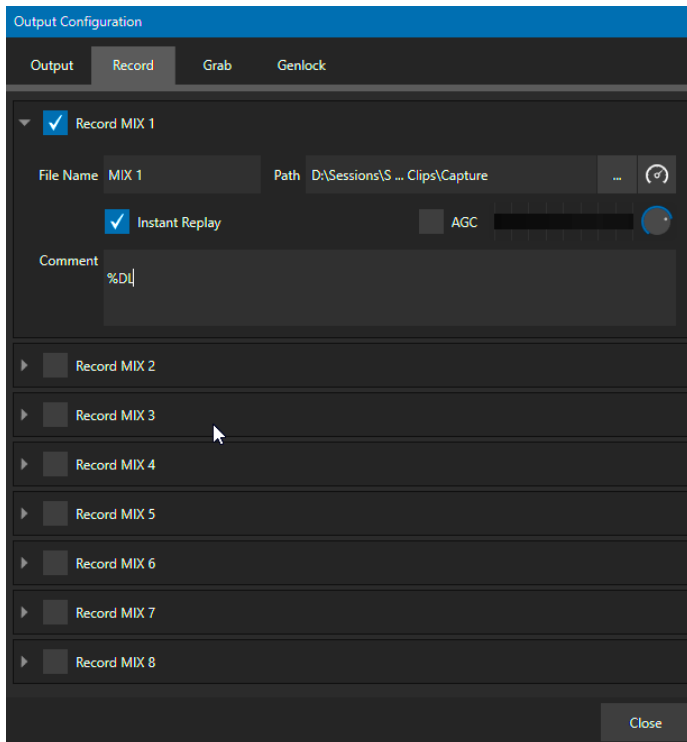 Output Configuration
Output Record Grab Genlock
Record MIX 1
File Name MIX 1 Path D:\Sessions\S ... Clips\Capture ...
Instant Replay AGC
Comment
%DL
Record MIX 2
Record MIX 3
Record MIX 4
Record MIX 5
Record MIX 6
Record MIX 7
Record MIX 8
Close